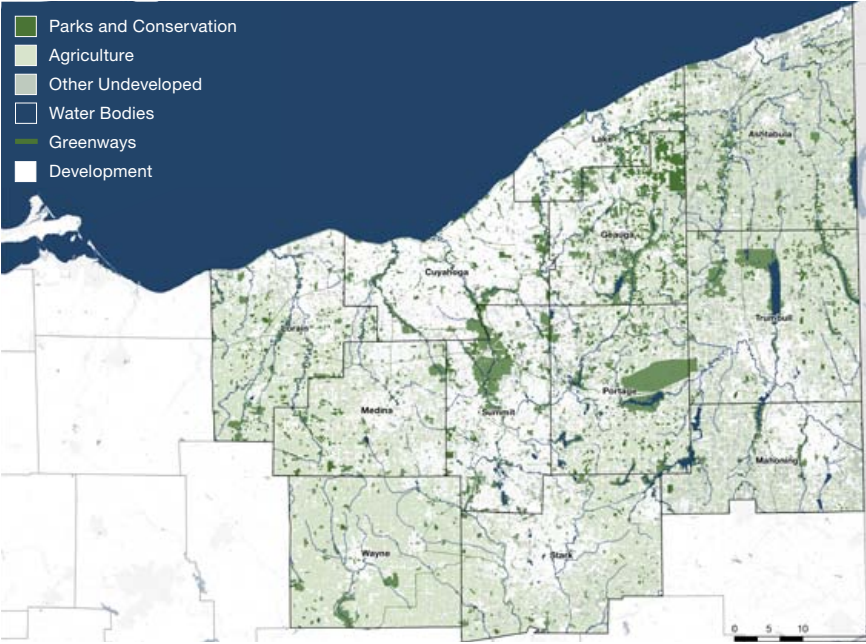 Parks and Conservation
Agriculture
Other Undeveloped
Water Bodies
Greenways
Development
Lake
Ashtabula
Geauga
Cuyahoga
Lorain
Trumbull
Portage
Medina
Summit
Mahoning
Wayne
Stark
0 5 10